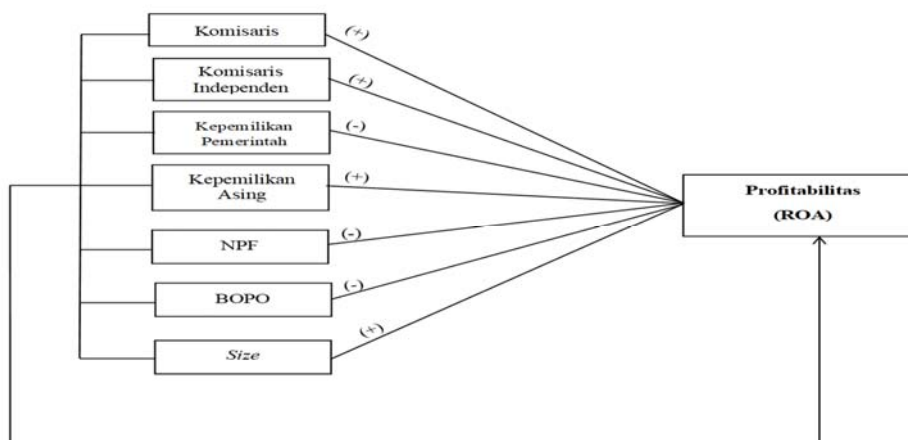 Komisaris
(+)
Komisaris
Independen
(+)
Kepemilikan
Pemerintah
(-)
Kepemilikan
Asing
(+)
Profitabilitas
(ROA)
NPF
(-)
BOPO
(-)
Size
(+)